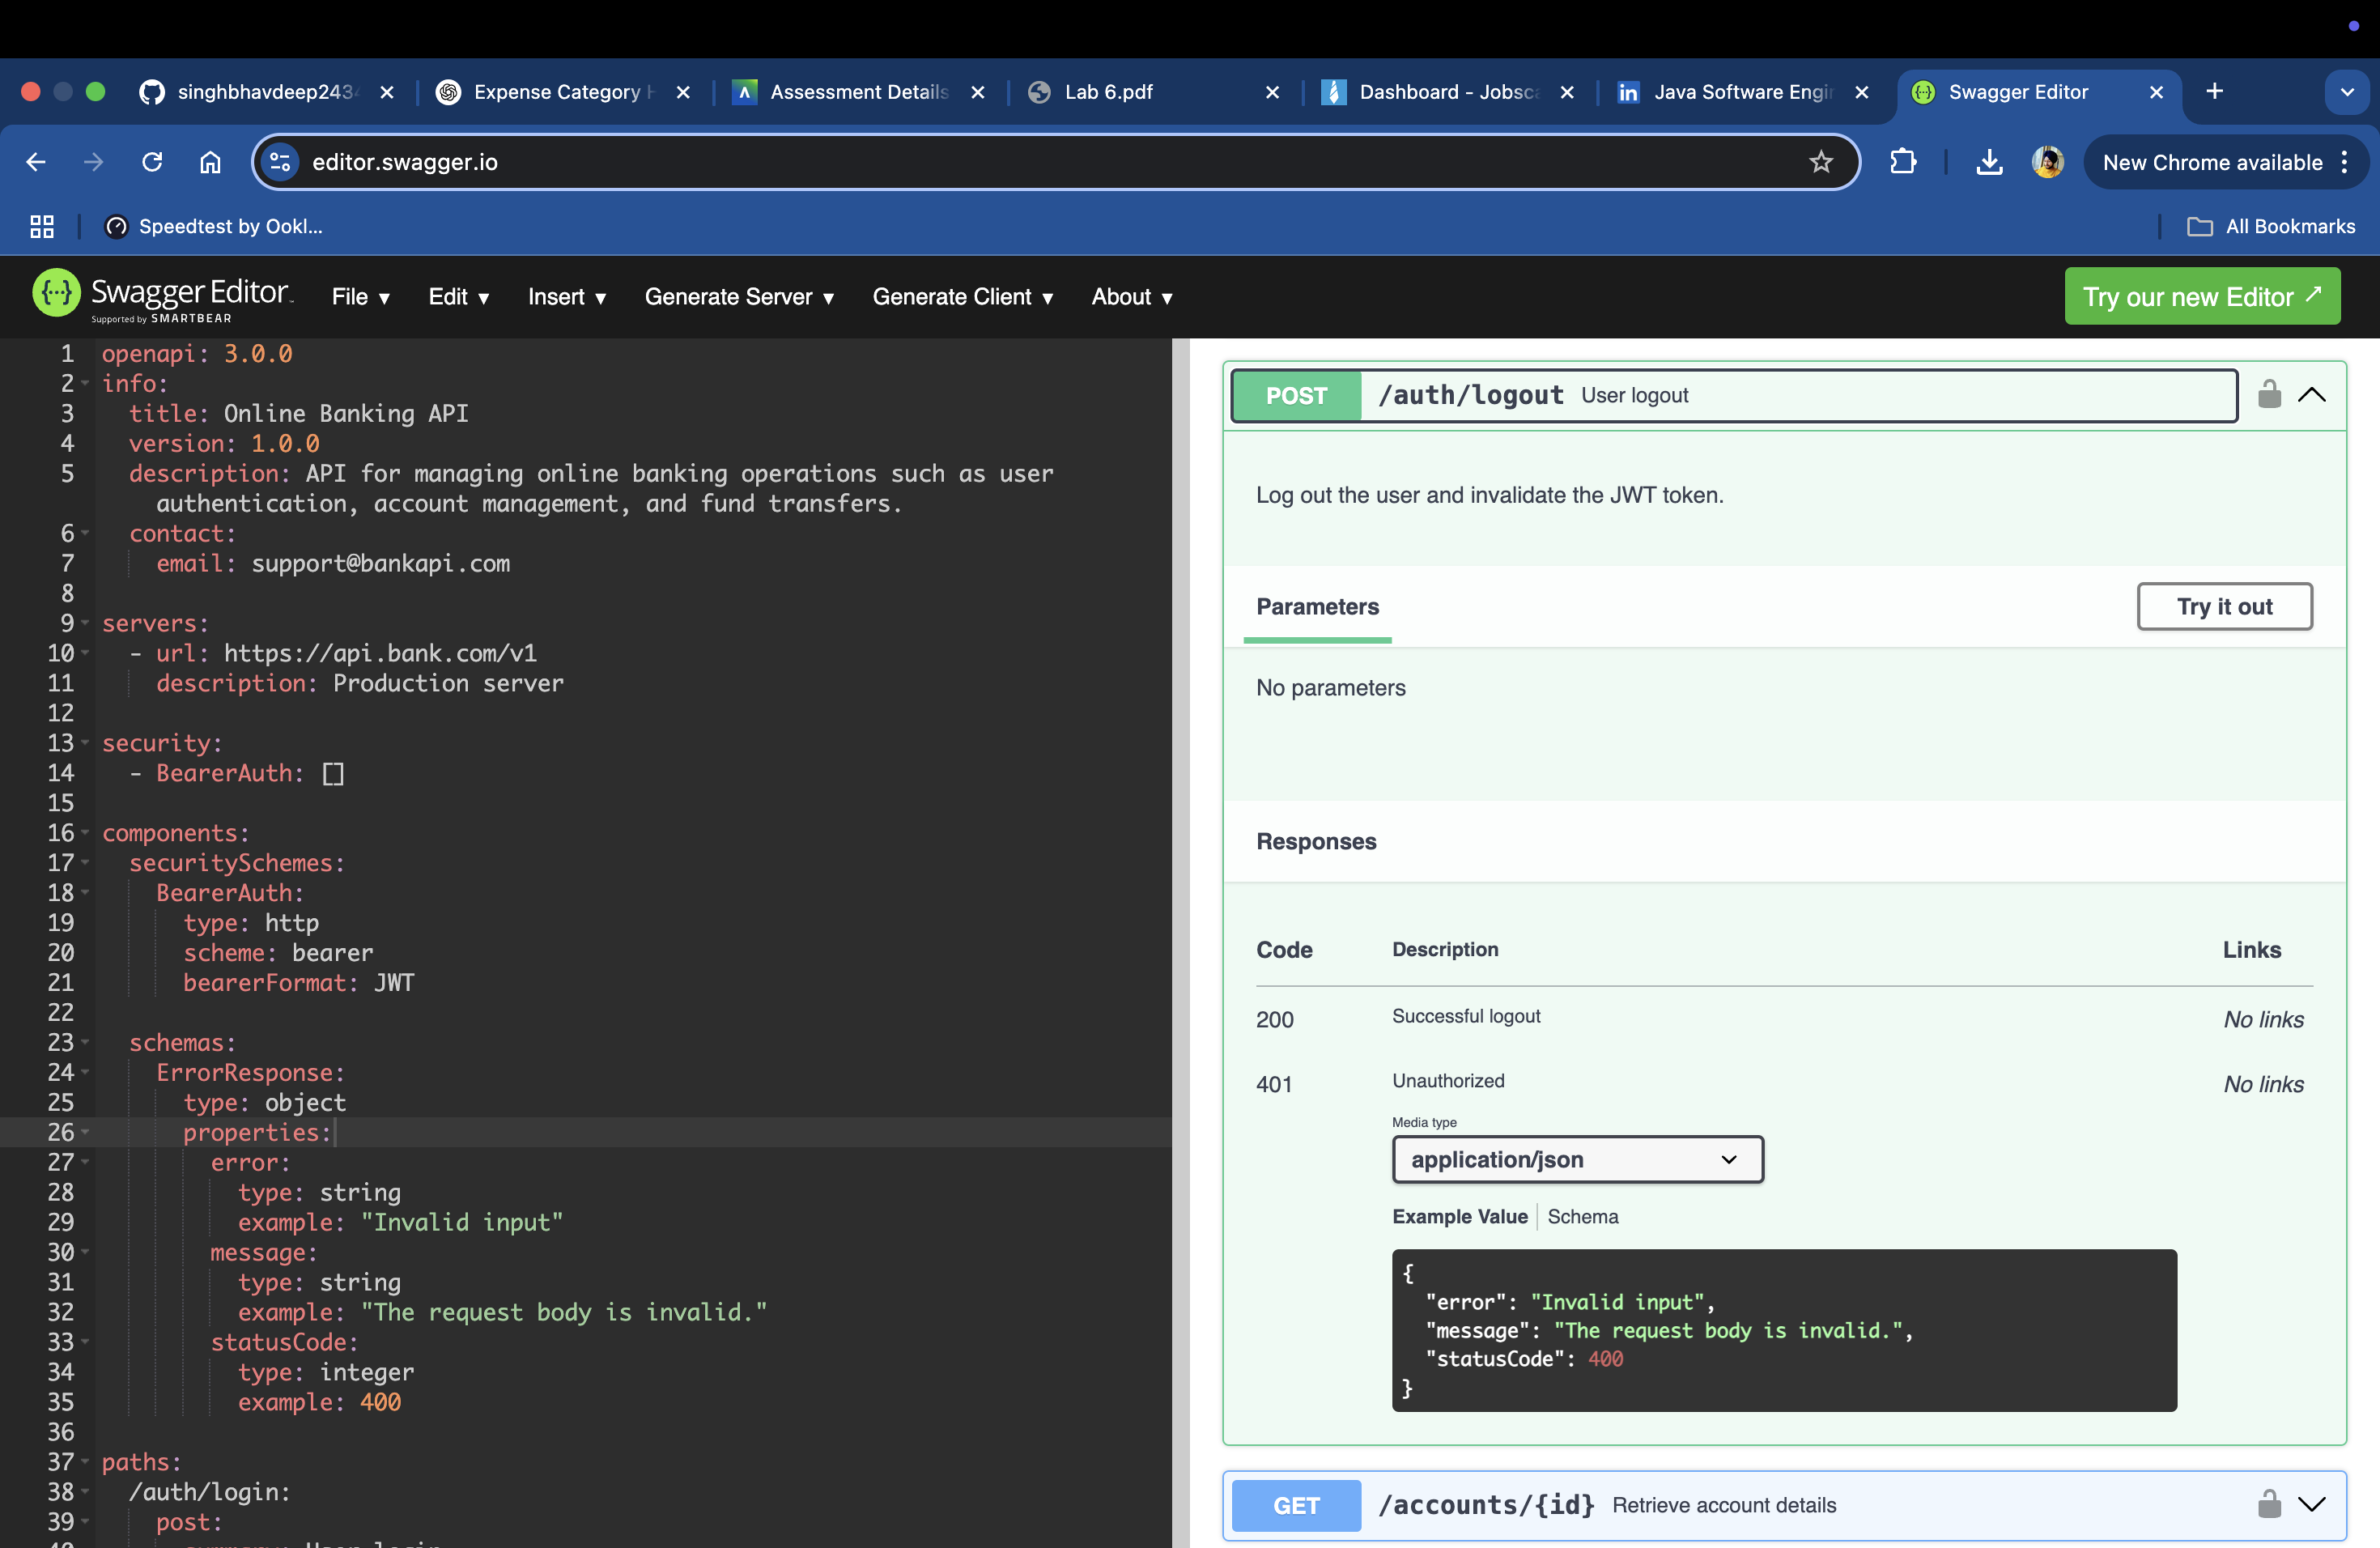 singhbhavdeep243
Expense Category
Assessment Details
Lab 6.pdf
Dashboard - Jobsc
Java Software Engi
Swagger Editor
editor.swagger.io
New Chrome available
Speedtest by Ookl...
All Bookmarks
Swagger Editor
Supported by SMARTBEAR
File ▼
Edit ▼
Insert ▼
Generate Server ▼
Generate Client ▼
About ▼
Try our new Editor ↗
1 openapi: 3.0.0
2 info:
3 title: Online Banking API
4 version: 1.0.0
5 description: API for managing online banking operations such as user
authentication, account management, and fund transfers.
6 contact:
7 email: support@bankapi.com
8
9 servers:
10 - url: https://api.bank.com/v1
11 description: Production server
12
13 security:
14 - BearerAuth: []
15
16 components:
17 securitySchemes:
18 BearerAuth:
19 type: http
20 scheme: bearer
21 bearerFormat: JWT
22
23 schemas:
24 ErrorResponse:
25 type: object
26 properties:
27 error:
28 type: string
29 example: "Invalid input"
30 message:
31 type: string
32 example: "The request body is invalid."
33 statusCode:
34 type: integer
35 example: 400
36
37 paths:
38 /auth/login:
39 post:
POST /auth/logout User logout
Log out the user and invalidate the JWT token.
Parameters
Try it out
No parameters
Responses
Code Description Links
200 Successful logout No links
401 Unauthorized No links
Media type
application/json
Example Value Schema
{
"error": "Invalid input",
"message": "The request body is invalid.",
"statusCode": 400
}
GET /accounts/{id} Retrieve account details